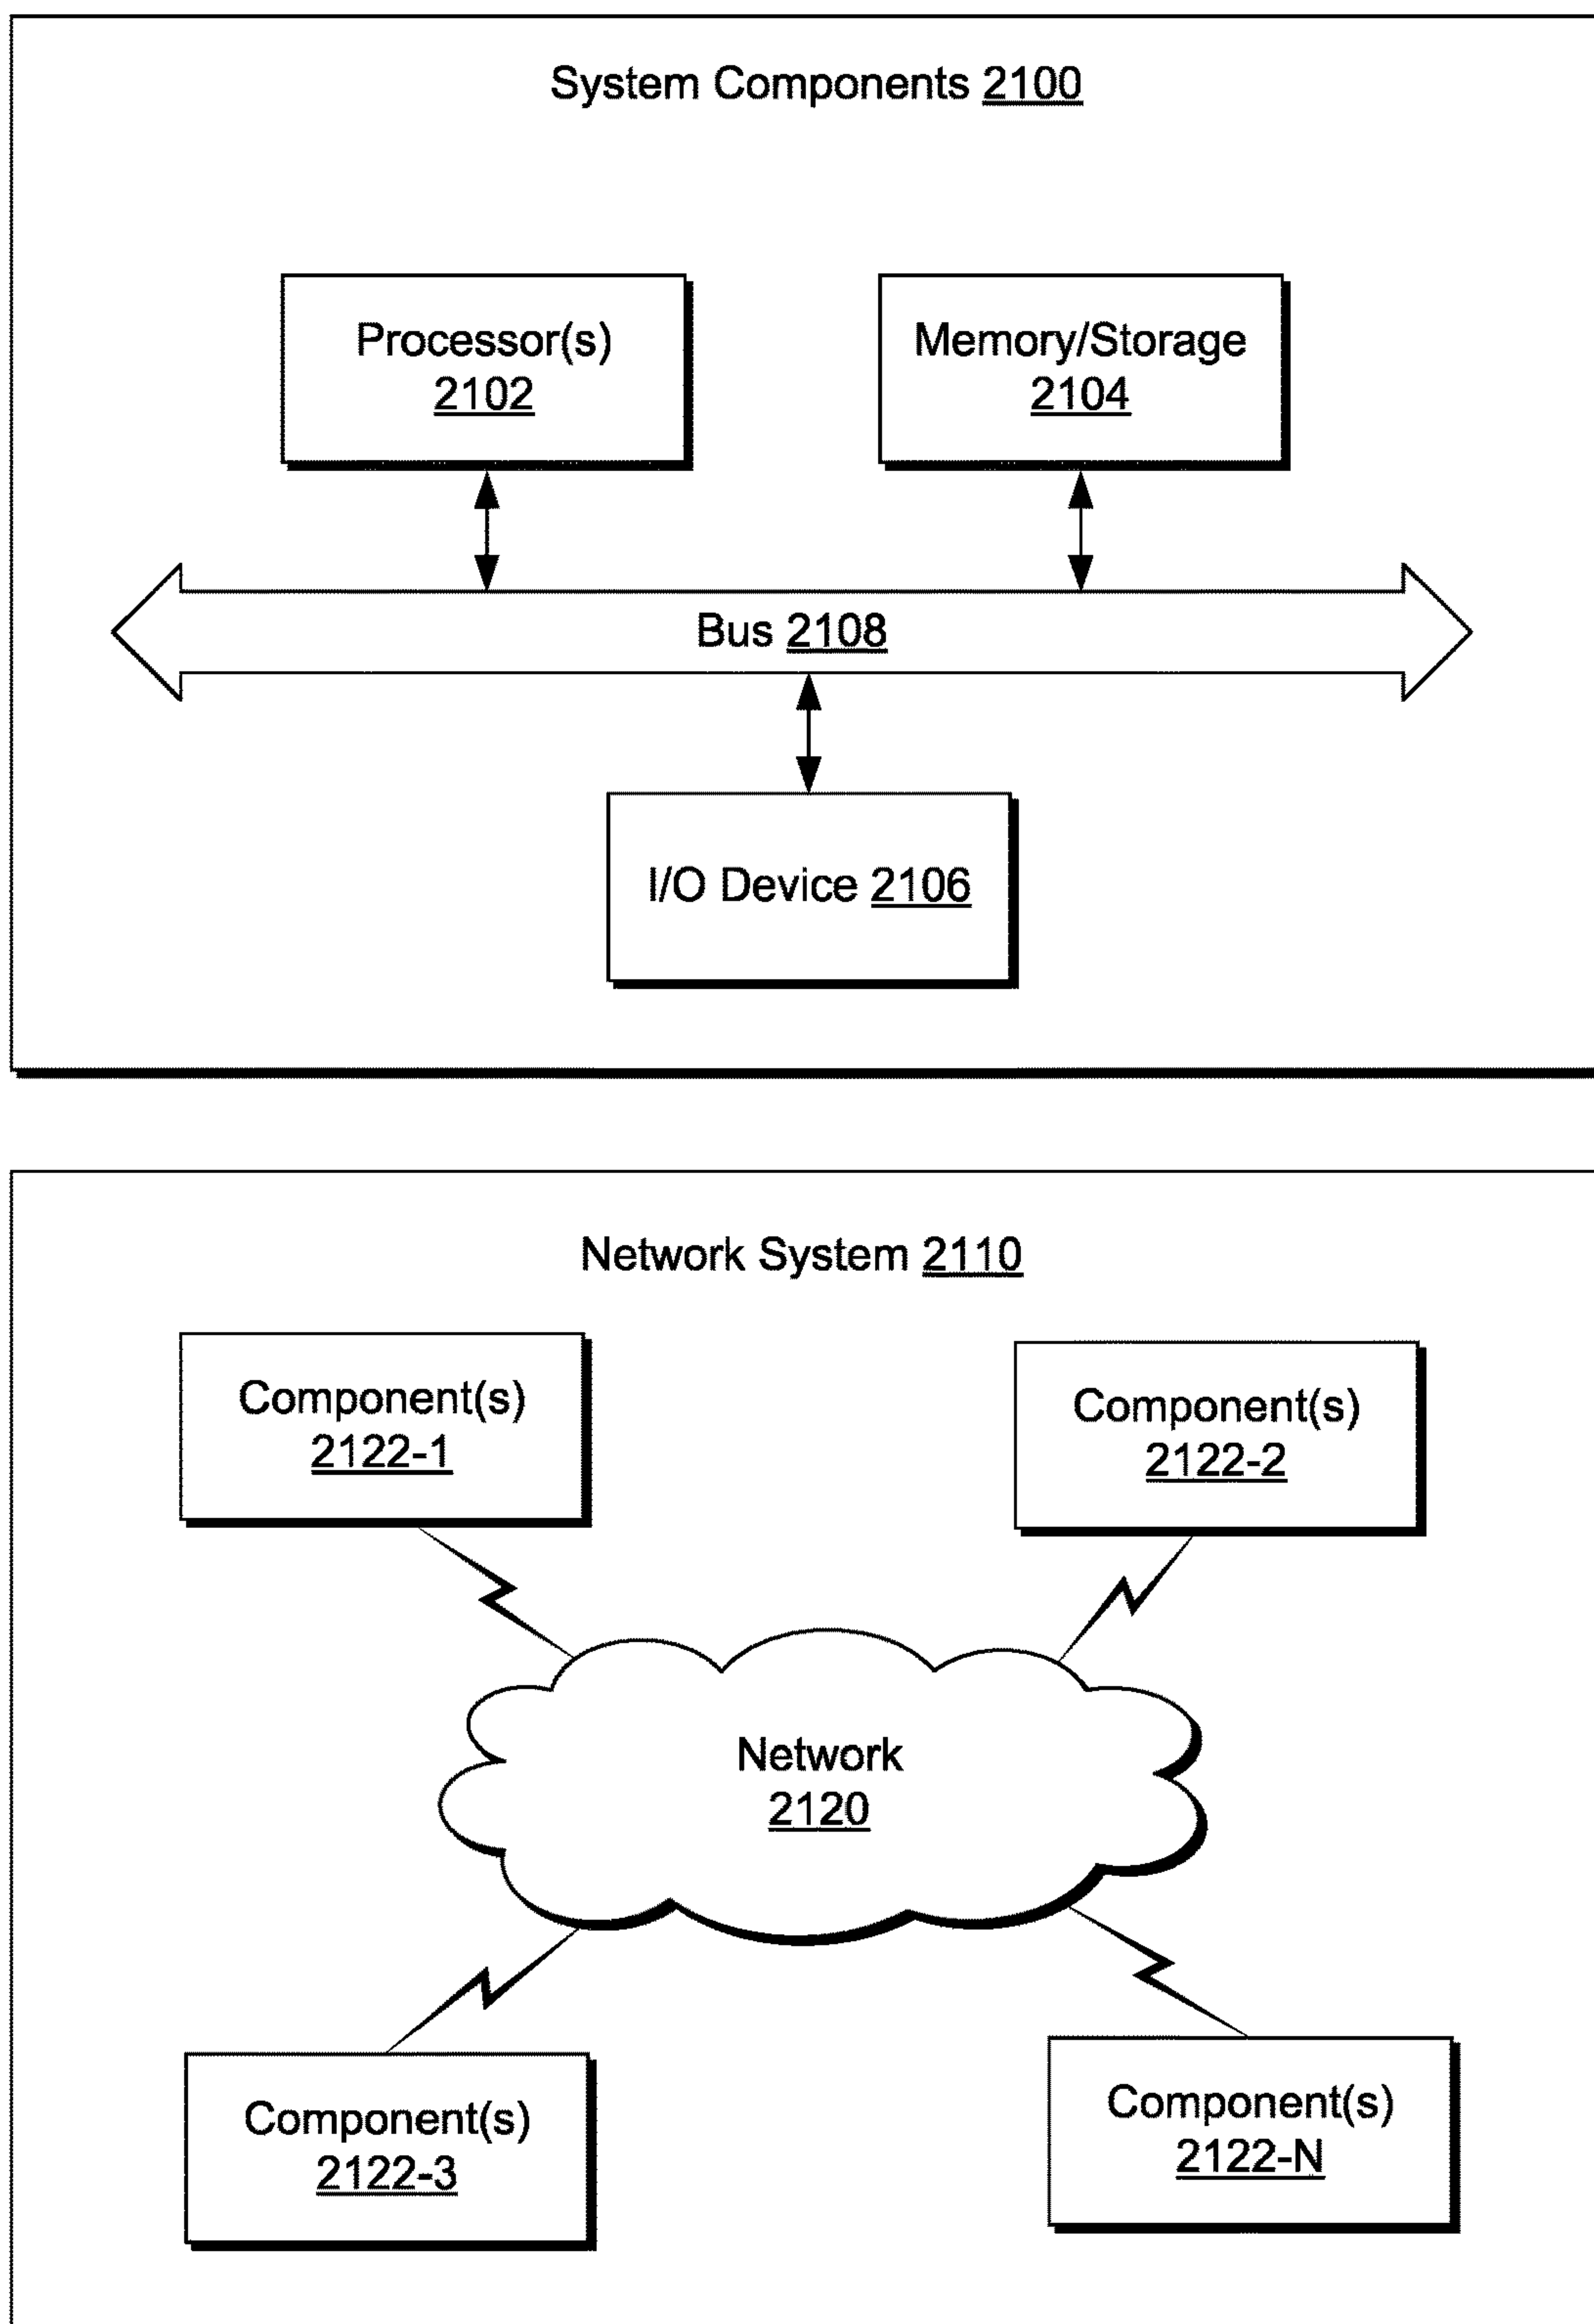 System Components 2100
Processor(s)
2102
Memory/Storage
2104
Bus 2108
I/O Device 2106
Network System 2110
Component(s)
2122-1
Component(s)
2122-2
Network
2120
Component(s)
2122-3
Component(s)
2122-N